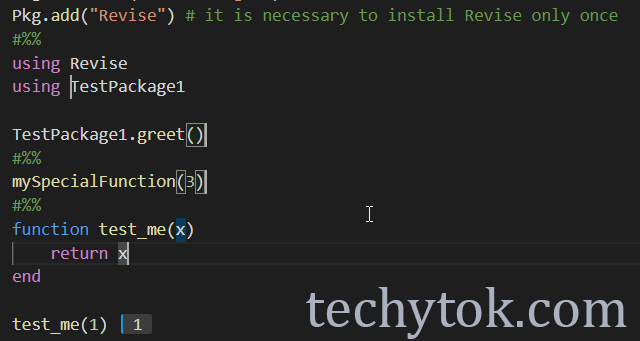 Pkg.add("Revise") # it is necessary to install Revise only once
#%%
using Revise
using TestPackage1
TestPackage1.greet()
#%%
mySpecialFunction(3)
#%%
function test_me(x)
    return x
end
test_me(1) 1
techytok.com